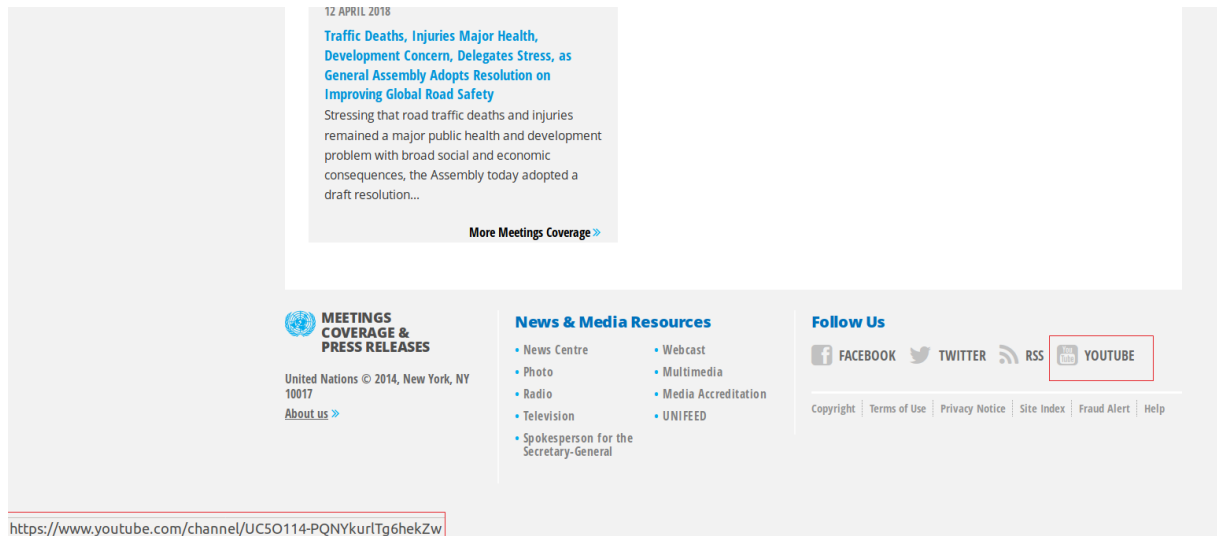 12 APRIL 2018
Traffic Deaths, Injuries Major Health,
Development Concern, Delegates Stress, as
General Assembly Adopts Resolution on
Improving Global Road Safety
Stressing that road traffic deaths and injuries
remained a major public health and development
problem with broad social and economic
consequences, the Assembly today adopted a
draft resolution...
More Meetings Coverage »
MEETINGS
COVERAGE &
PRESS RELEASES
United Nations © 2014, New York, NY
10017
About us »
News & Media Resources
• News Centre
• Photo
• Radio
• Television
• Spokesperson for the
Secretary-General
• Webcast
• Multimedia
• Media Accreditation
• UNIFEED
Follow Us
FACEBOOK TWITTER RSS You Tube YOUTUBE
Copyright Terms of Use Privacy Notice Site Index Fraud Alert Help
https://www.youtube.com/channel/UC5O114-PQNYkurlTg6hekZw